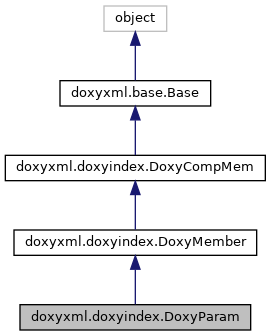 object
doxyxml.base.Base
doxyxml.doxyindex.DoxyCompMem
doxyxml.doxyindex.DoxyMember
doxyxml.doxyindex.DoxyParam